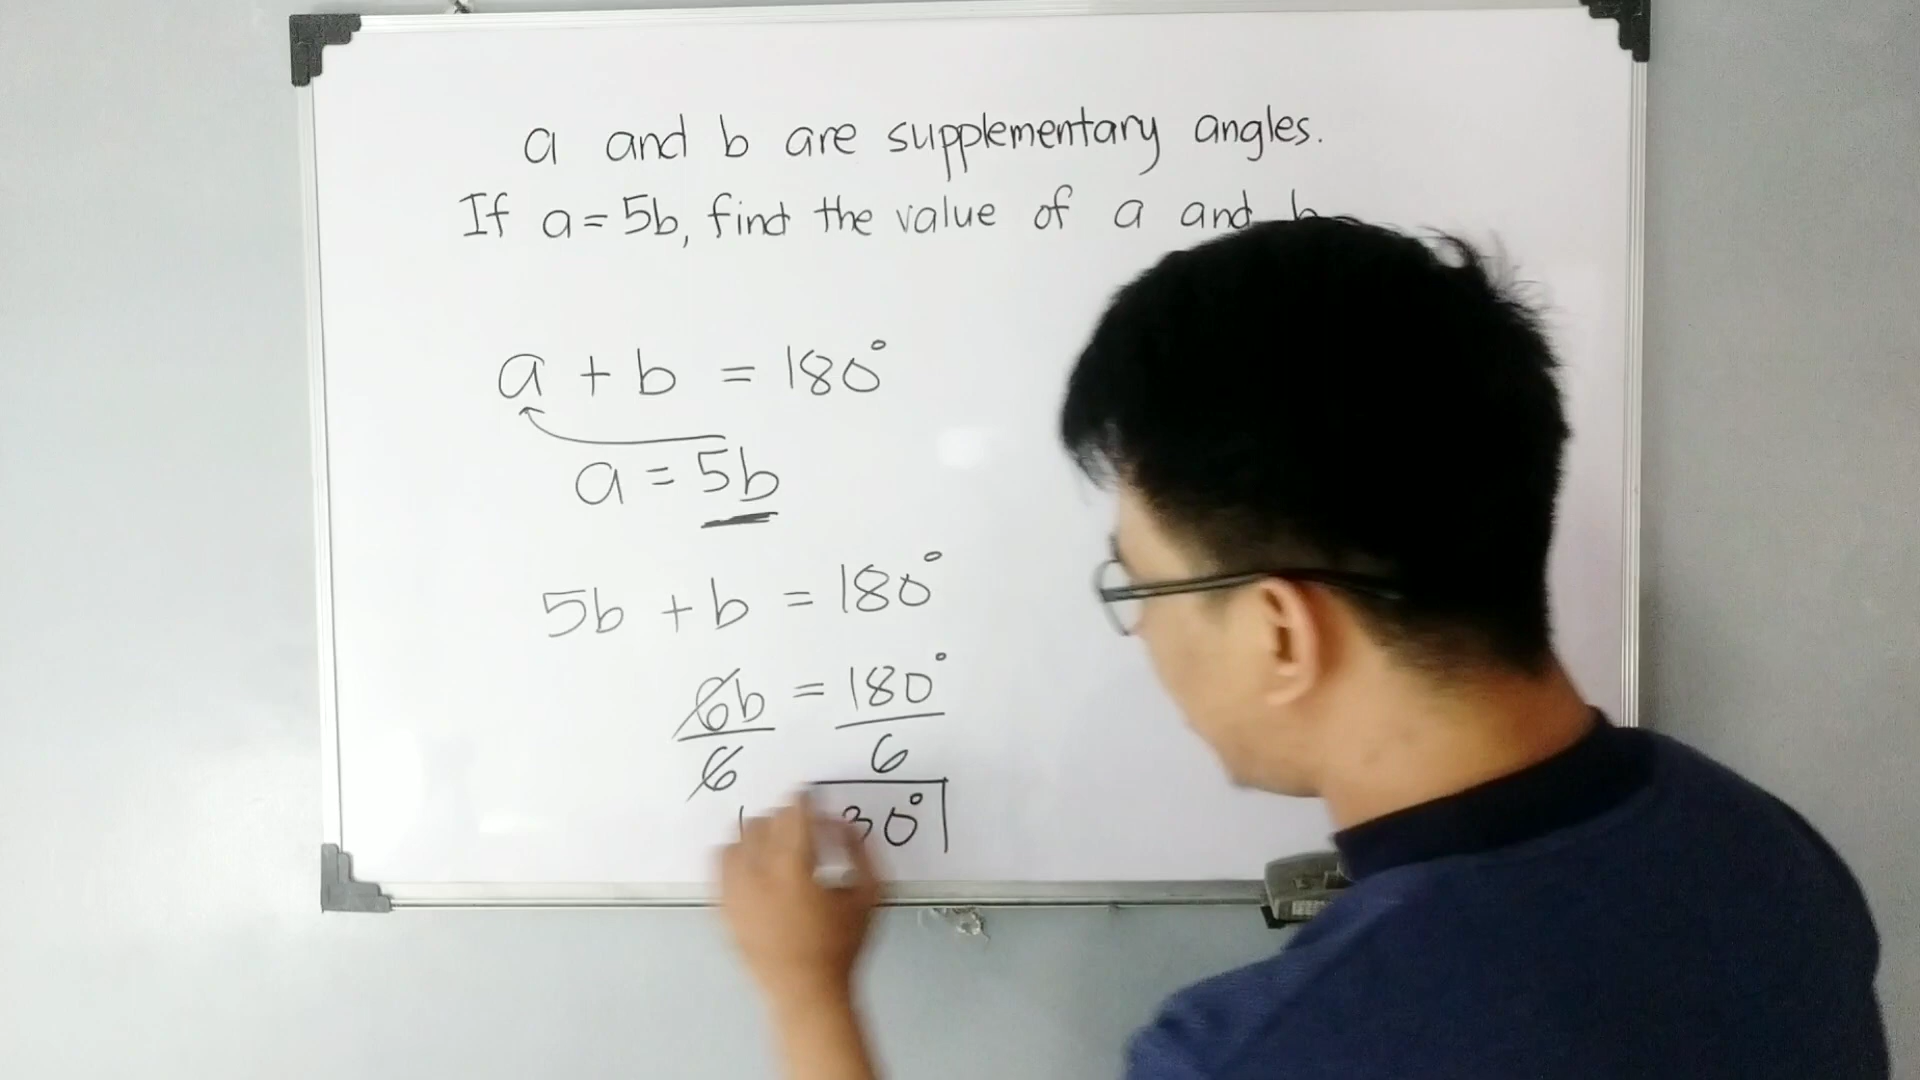 a and b are supplementary angles.
If a = 5b, find the value of a and
a + b = 180°
a = 5b
5b + b = 180°
6b = 180°
6 6
30°